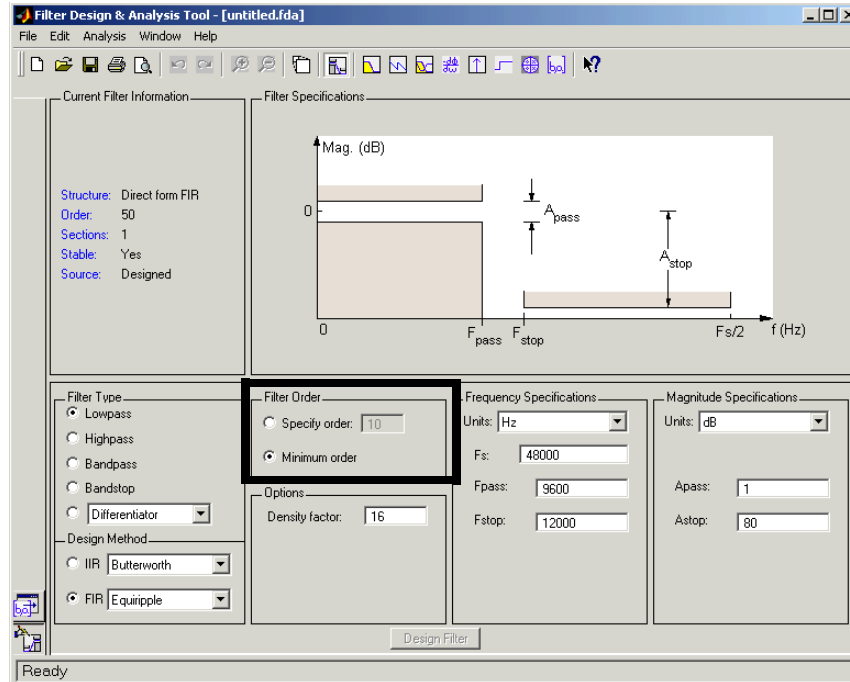 Filter Design & Analysis Tool - [untitled.fda]
File Edit Analysis Window Help
Current Filter Information
Structure: Direct form FIR
Order: 50
Sections: 1
Stable: Yes
Source: Designed
Filter Specifications
Mag. (dB)
0
Apass
Astop
0
Fpass
Fstop
Fs/2
f (Hz)
Filter Type
Lowpass
Highpass
Bandpass
Bandstop
Differentiator
Design Method
IIR Butterworth
FIR Equiripple
Filter Order
Specify order: 10
Minimum order
Options
Density factor: 16
Frequency Specifications
Units: Hz
Fs: 48000
Fpass: 9600
Fstop: 12000
Magnitude Specifications
Units: dB
Apass: 1
Astop: 80
Design Filter
Ready